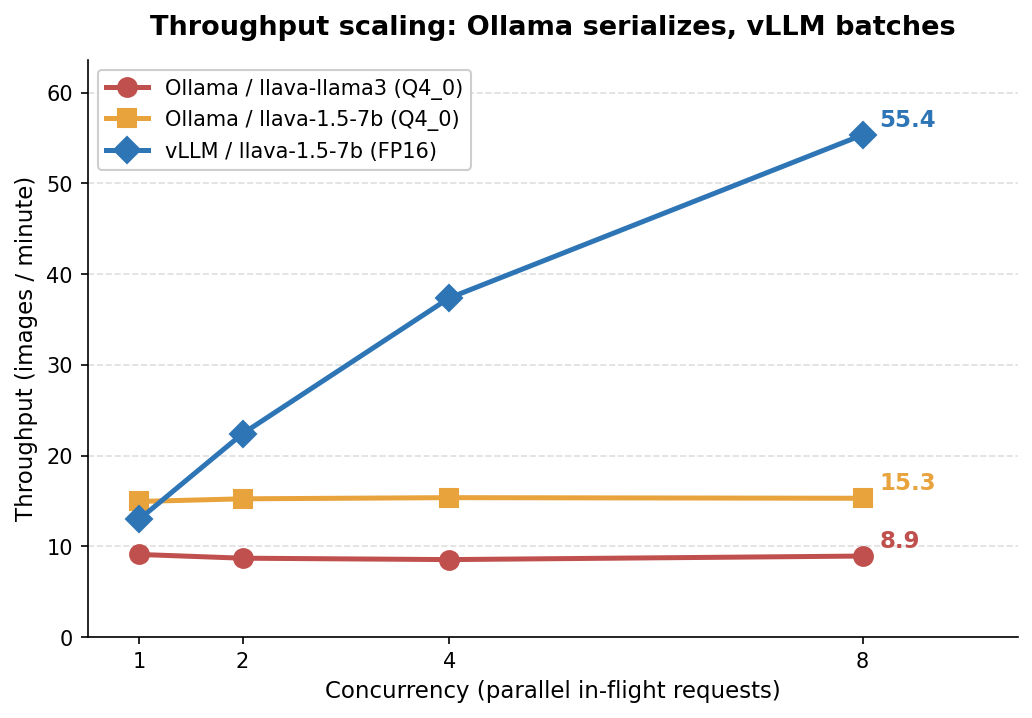 Throughput scaling: Ollama serializes, vLLM batches
Ollama / llava-llama3 (Q4_0)
Ollama / llava-1.5-7b (Q4_0)
vLLM / llava-1.5-7b (FP16)
Throughput (images / minute)
60
50
40
30
20
10
0
55.4
15.3
8.9
1 2 4 8
Concurrency (parallel in-flight requests)